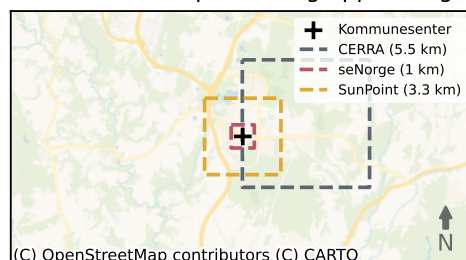 Kommunesenter
CERRA (5.5 km)
seNorge (1 km)
SunPoint (3.3 km)
N
(C) OpenStreetMap contributors (C) CARTO